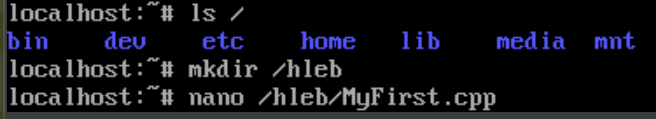 localhost:~# ls /
bin dev etc home lib media mnt
localhost:~# mkdir /hleb
localhost:~# nano /hleb/MyFirst.cpp